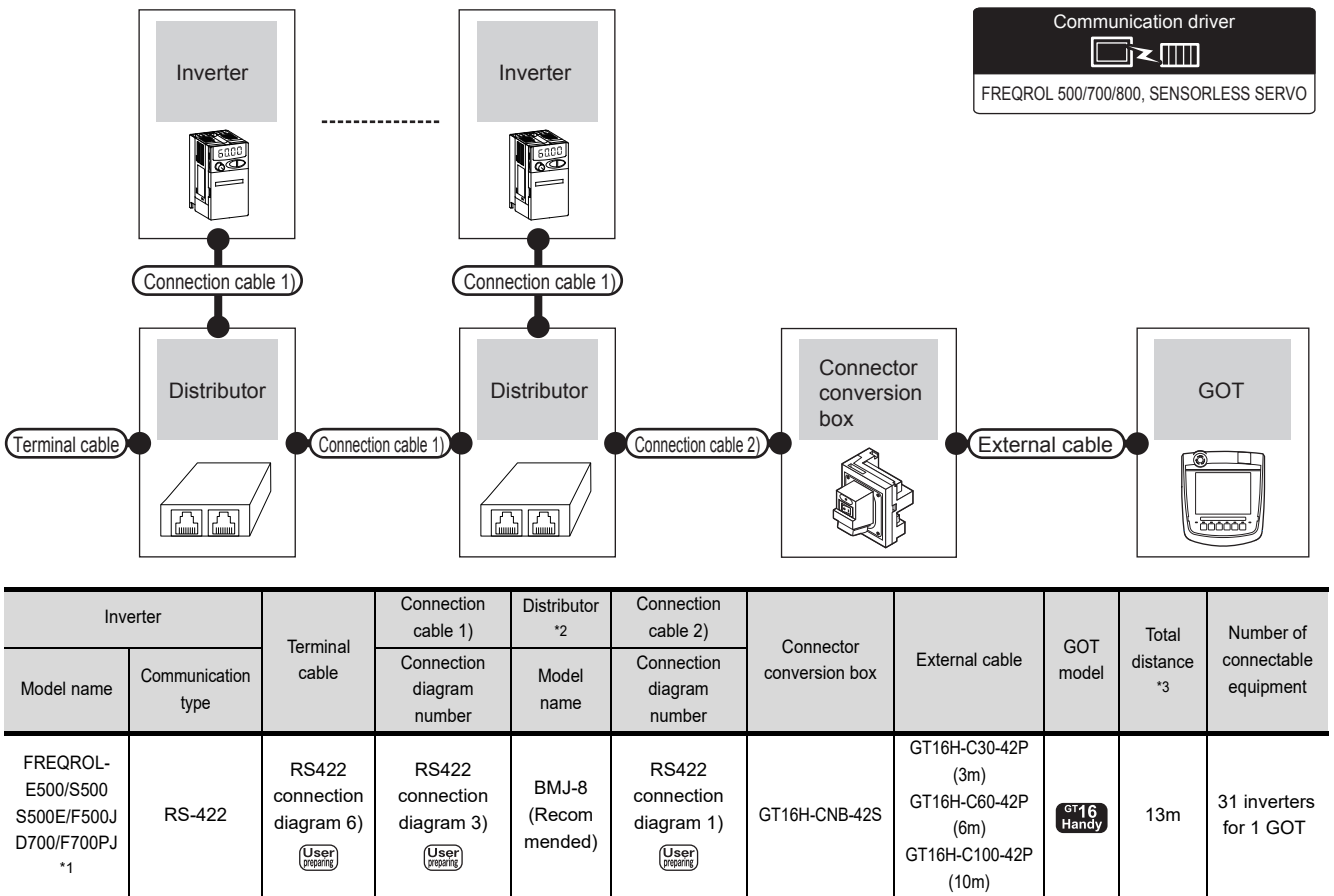 Communication driver
FREQROL 500/700/800, SENSORLESS SERVO
Inverter
Inverter
60.00
60.00
Connection cable 1)
Connection cable 1)
Distributor
Distributor
Connector
conversion
box
GOT
Terminal cable
Connection cable 1)
Connection cable 2)
External cable
Inverter
Model name
Communication
type
Terminal
cable
Connection
cable 1)
Connection
diagram
number
Distributor
*2
Model
name
Connection
cable 2)
Connection
diagram
number
Connector
conversion box
External cable
GOT
model
Total
distance
*3
Number of
connectable
equipment
FREQROL-
E500/S500
S500E/F500J
D700/F700PJ
*1
RS-422
RS422
connection
diagram 6)
User
preparing
RS422
connection
diagram 3)
User
preparing
BMJ-8
(Recom
mended)
RS422
connection
diagram 1)
User
preparing
GT16H-CNB-42S
GT16H-C30-42P
(3m)
GT16H-C60-42P
(6m)
GT16H-C100-42P
(10m)
GT16
Handy
13m
31 inverters
for 1 GOT